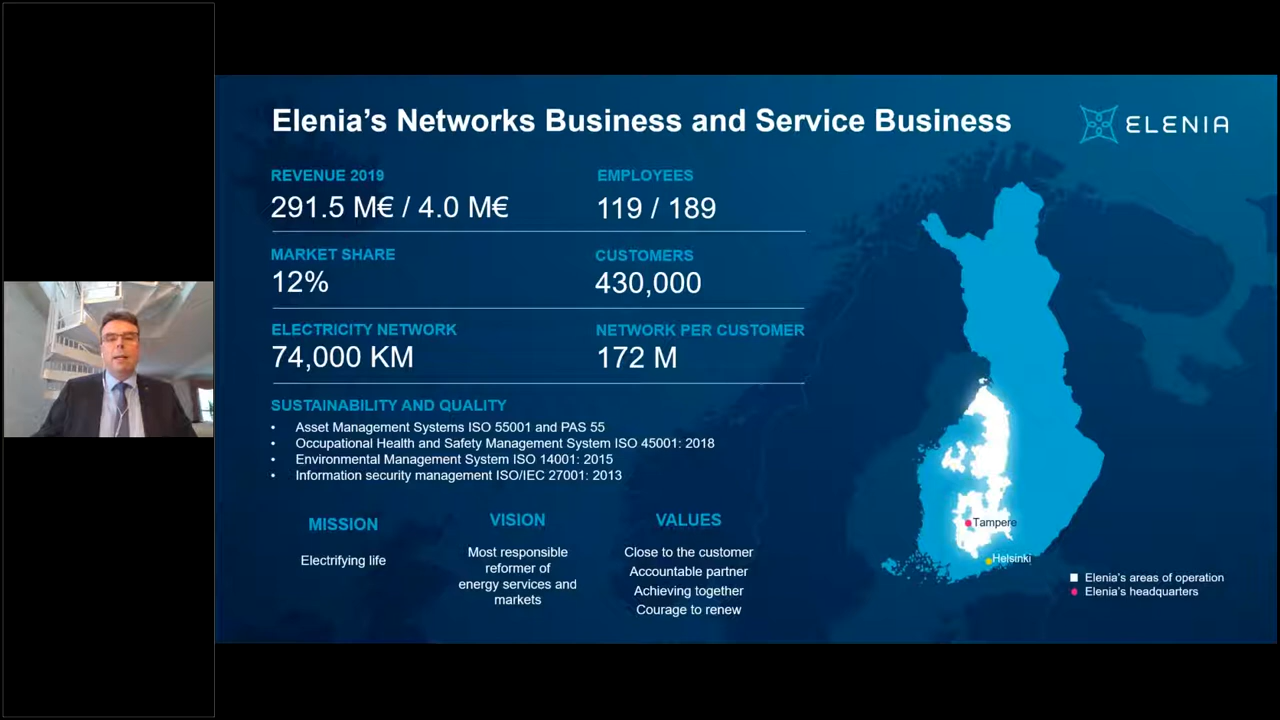 Elenia's Networks Business and Service Business
ELENIA
REVENUE 2019
291.5 M€ / 4.0 M€
EMPLOYEES
119 / 189
MARKET SHARE
12%
CUSTOMERS
430,000
ELECTRICITY NETWORK
74,000 KM
NETWORK PER CUSTOMER
172 M
SUSTAINABILITY AND QUALITY
• Asset Management Systems ISO 55001 and PAS 55
• Occupational Health and Safety Management System ISO 45001: 2018
• Environmental Management System ISO 14001: 2015
• Information security management ISO/IEC 27001: 2013
MISSION
Electrifying life
VISION
Most responsible
reformer of
energy services and
markets
VALUES
Close to the customer
Accountable partner
Achieving together
Courage to renew
Tampere
Helsinki
Elenia's areas of operation
Elenia's headquarters